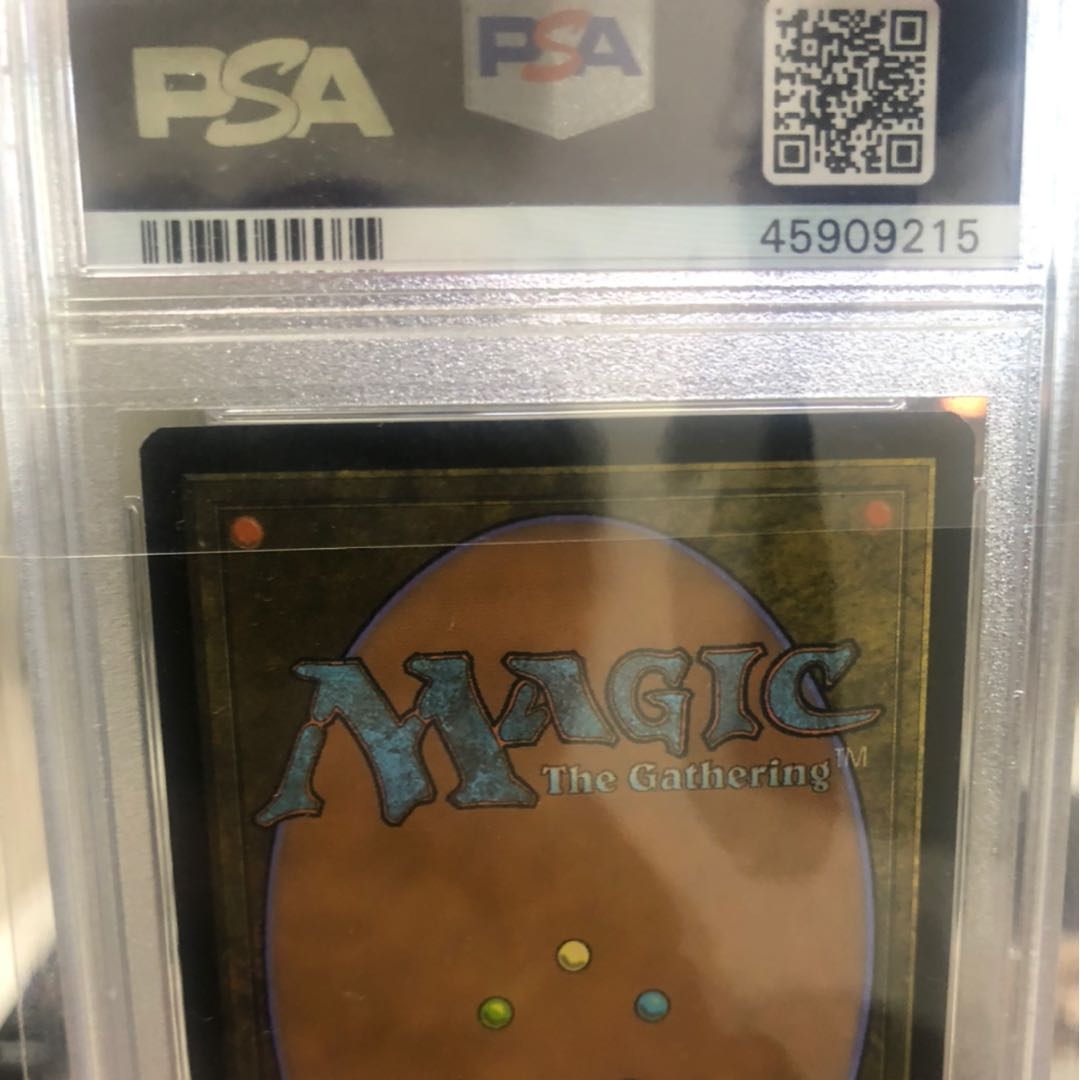 PSA PSA
45909215
MAGIC
The Gathering™